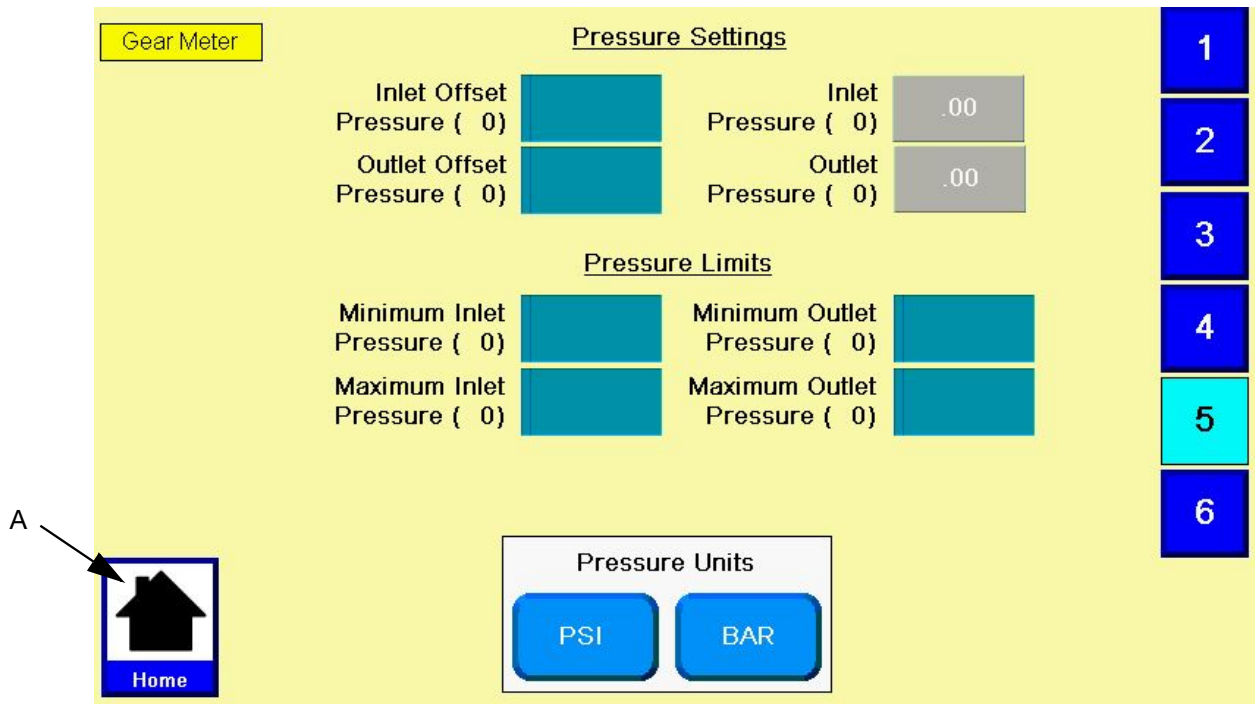 Gear Meter
Pressure Settings
1
Inlet Offset
Pressure (  0)
Inlet
Pressure (  0)
.00
2
Outlet Offset
Pressure (  0)
Outlet
Pressure (  0)
.00
3
Pressure Limits
Minimum Inlet
Pressure (  0)
Minimum Outlet
Pressure (  0)
4
Maximum Inlet
Pressure (  0)
Maximum Outlet
Pressure (  0)
5
6
A
Pressure Units
PSI
BAR
Home